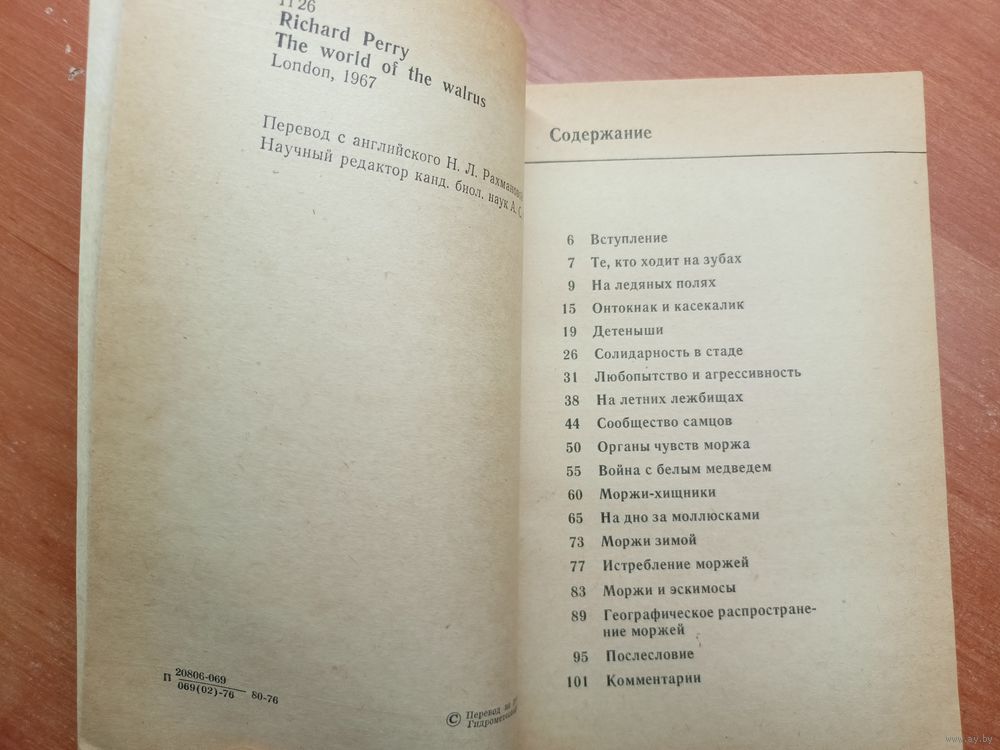 П26
Richard Perry
The world of the walrus
London, 1967
Перевод с английского Н. Л. Рахмановой
Научный редактор канд. биол. наук А. С.
П 20806-069
069(02)-76 80-76
© Перевод на
Содержание
6 Вступление
7 Те, кто ходит на зубах
9 На ледяных полях
15 Онтокнак и касекалик
19 Детеныши
26 Солидарность в стаде
31 Любопытство и агрессивность
38 На летних лежбищах
44 Сообщество самцов
50 Органы чувств моржа
55 Война с белым медведем
60 Моржи-хищники
65 На дно за моллюсками
73 Моржи зимой
77 Истребление моржей
83 Моржи и эскимосы
89 Географическое распростране-
ние моржей
95 Послесловие
101 Комментарии
www.ay.by